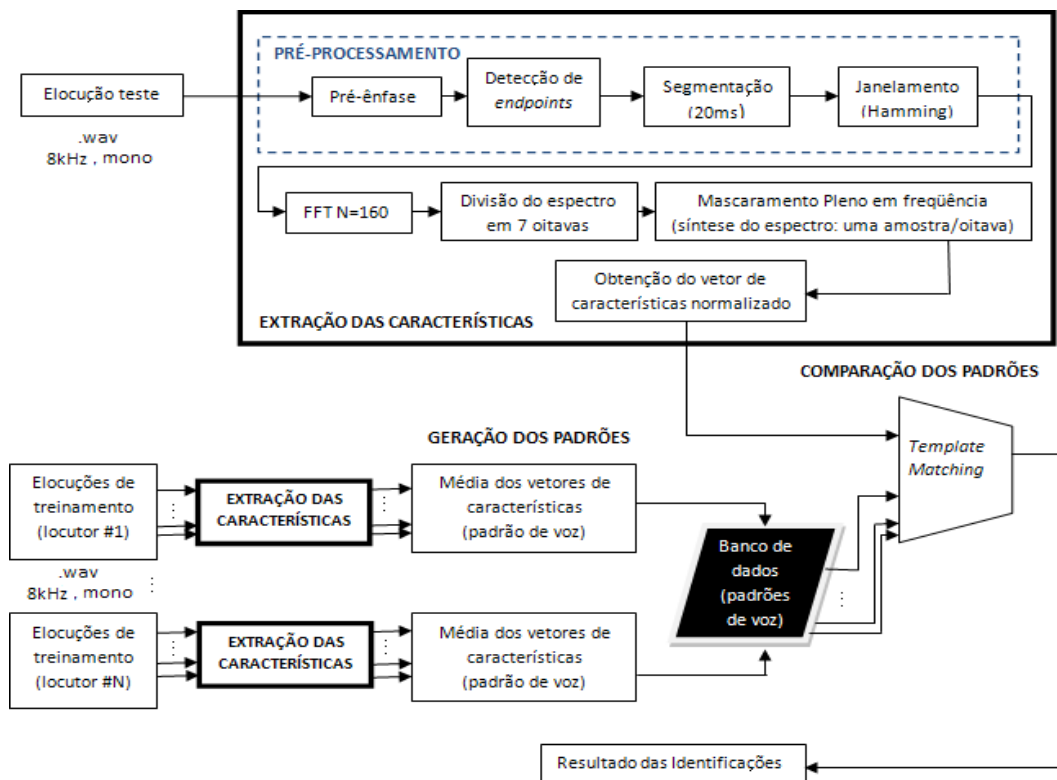 PRÉ-PROCESSAMENTO
Elocução teste
.wav
8kHz , mono
Pré-ênfase
Detecção de
endpoints
Segmentação
(20ms)
Janelamento
(Hamming)
FFT N=160
Divisão do espectro
em 7 oitavas
Mascaramento Pleno em freqüência
(síntese do espectro: uma amostra/oitava)
Obtenção do vetor de
características normalizado
EXTRAÇÃO DAS CARACTERÍSTICAS
COMPARAÇÃO DOS PADRÕES
Template
Matching
GERAÇÃO DOS PADRÕES
Elocuções de
treinamento
(locutor #1)
EXTRAÇÃO DAS
CARACTERÍSTICAS
Média dos vetores de
características
(padrão de voz)
Banco de
dados
(padrões
de voz)
.wav
8kHz , mono
Elocuções de
treinamento
(locutor #N)
EXTRAÇÃO DAS
CARACTERÍSTICAS
Média dos vetores de
características
(padrão de voz)
Resultado das Identificações